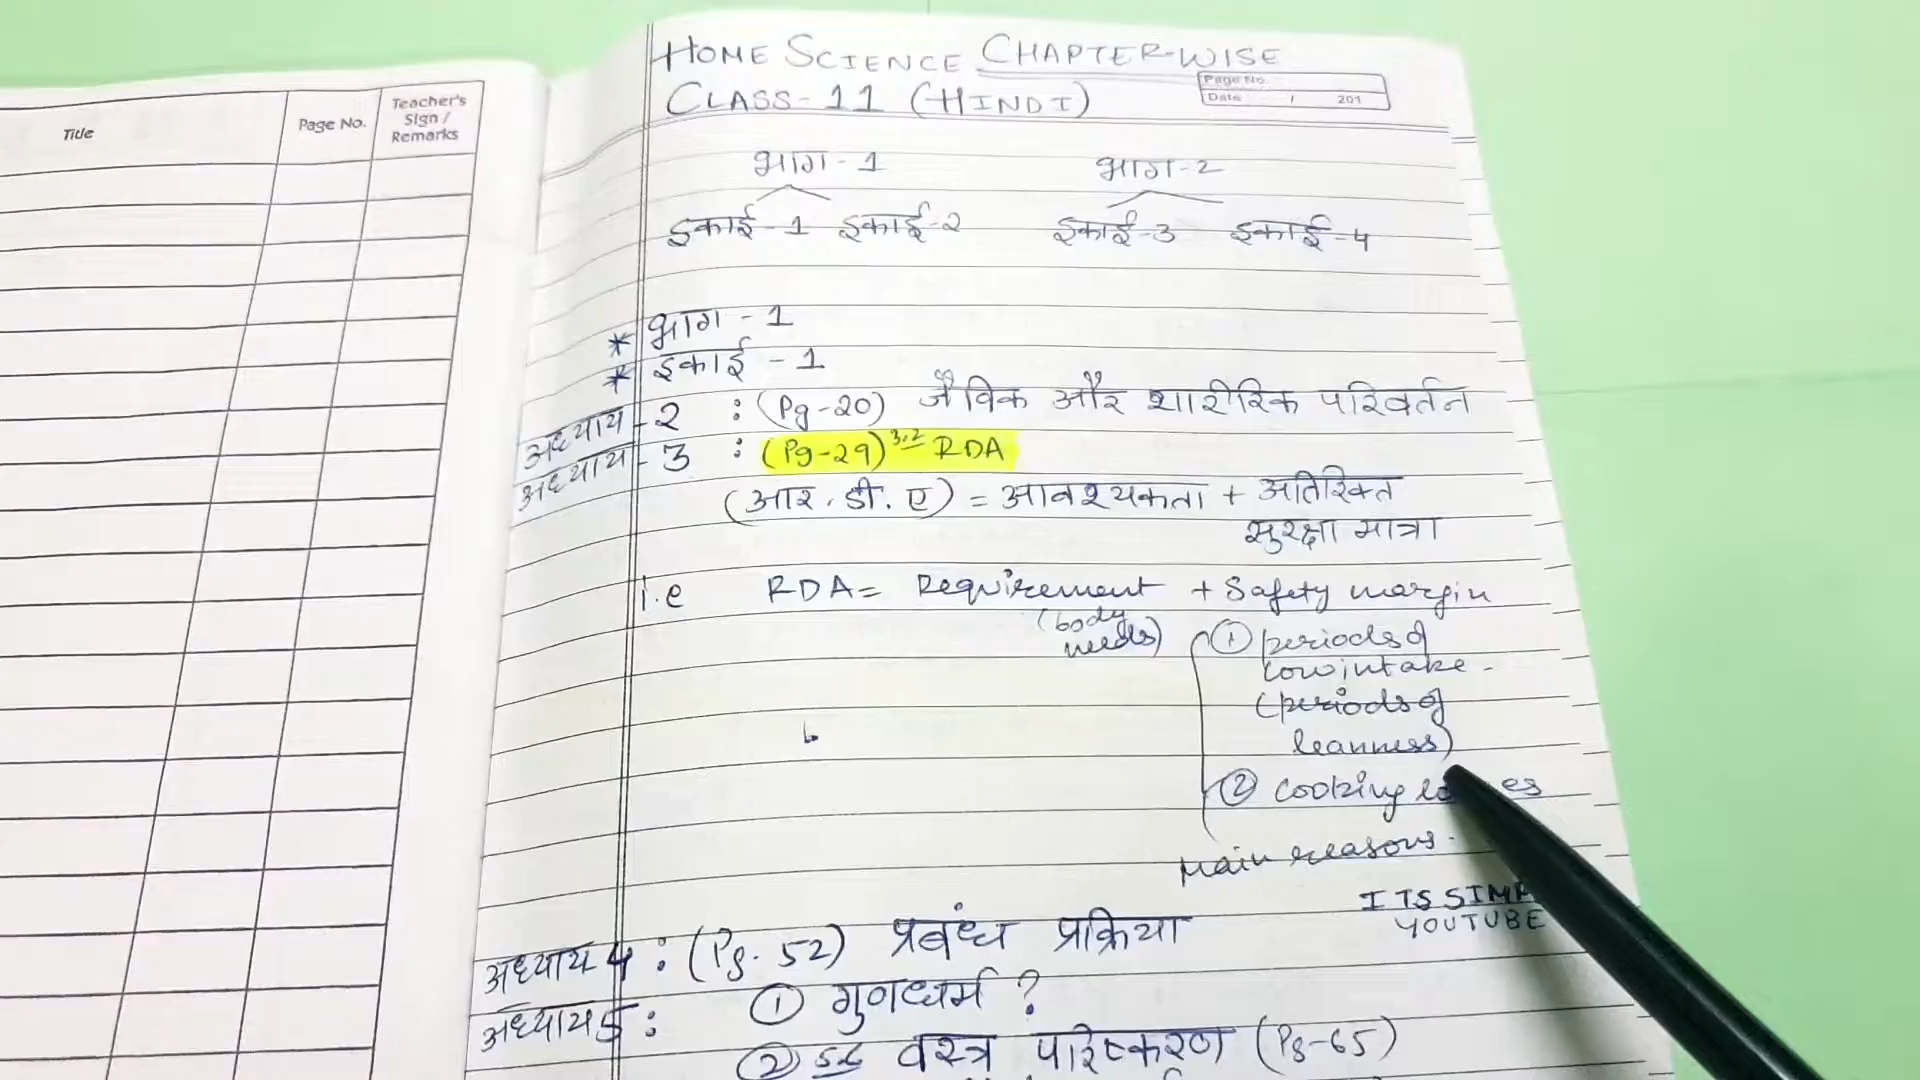 HOME SCIENCE CHAPTER-WISE
Page No.
CLASS-11 (HINDI)
Date / 201
Title
Page No.
Teacher's
Sign /
Remarks
भाग-1 भाग-2
इकाई-1 इकाई-2 इकाई-3 इकाई-4
* भाग-1
* इकाई-1
अध्याय-2 : (Pg-20) जैविक और शारीरिक परिवर्तन
अध्याय-3 : (Pg-29) 3.2 RDA
(आर.डी.ए) = आवश्यकता + अतिरिक्त
सुरक्षा मात्रा
i.e RDA = Requirement + Safety margin
(body
needs)
① periods of
low intake -
(periods of
leanness)
② cooking
Main reasons.
ITS
YOUTUBE
अध्याय 4 : (Pg. 52) प्रबंध प्रक्रिया
अध्याय 5 : ① गुणधर्म ?
② 5.6 वस्त्र परिष्करण (Pg-65)